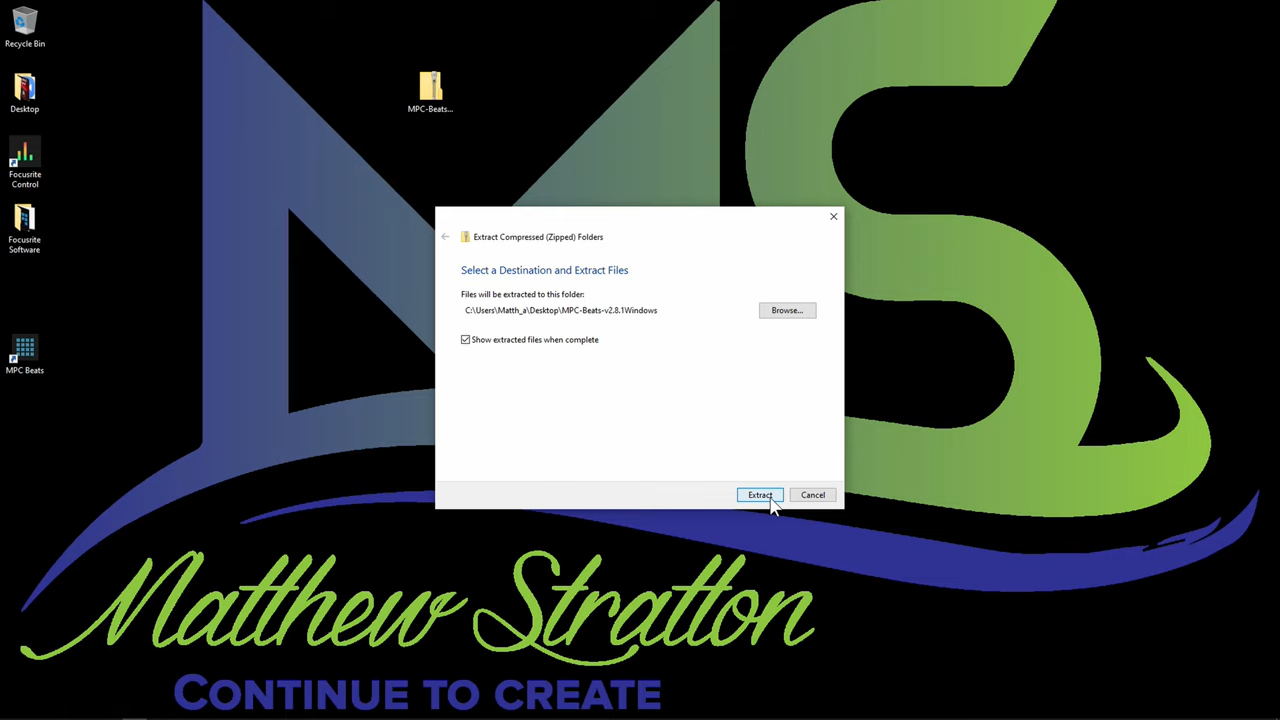 Recycle Bin
Desktop
Focusrite
Control
Focusrite
Software
MPC Beats
MPC-Beats...
Extract Compressed (Zipped) Folders
Select a Destination and Extract Files
Files will be extracted to this folder:
C:\Users\Matth_a\Desktop\MPC-Beats-v2.8.1Windows
Browse...
Show extracted files when complete
Extract
Cancel
MS
Matthew Stratton
CONTINUE TO CREATE